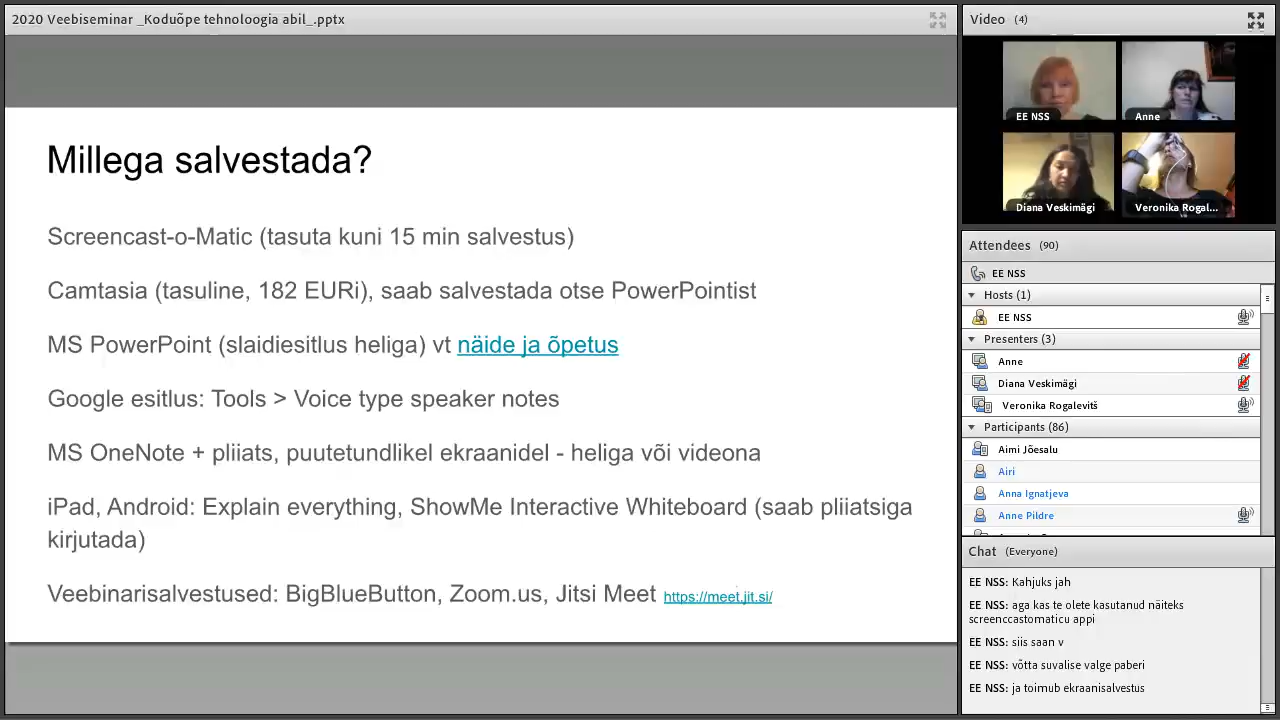 2020 Veebiseminar _Koduõpe tehnoloogia abil_.pptx
Millega salvestada?
Screencast-o-Matic (tasuta kuni 15 min salvestus)
Camtasia (tasuline, 182 EURi), saab salvestada otse PowerPointist
MS PowerPoint (slaidiesitlus heliga) vt näide ja õpetus
Google esitlus: Tools > Voice type speaker notes
MS OneNote + pliiats, puutetundlikel ekraanidel - heliga või videona
iPad, Android: Explain everything, ShowMe Interactive Whiteboard (saab pliiatsiga
kirjutada)
Veebinarisalvestused: BigBlueButton, Zoom.us, Jitsi Meet https://meet.jit.si/
Video (4)
EE NSS
Anne
Diana Veskimägi
Veronika Rogal...
Attendees (90)
EE NSS
Hosts (1)
EE NSS
Presenters (3)
Anne
Diana Veskimägi
Veronika Rogalevitš
Participants (86)
Aimi Jõesalu
Airi
Anna Ignatjeva
Anne Pildre
Chat (Everyone)
EE NSS: Kahjuks jah
EE NSS: aga kas te olete kasutanud näiteks
screenccastomaticu appi
EE NSS: siis saan v
EE NSS: võtta suvalise valge paberi
EE NSS: ja toimub ekraanisalvestus